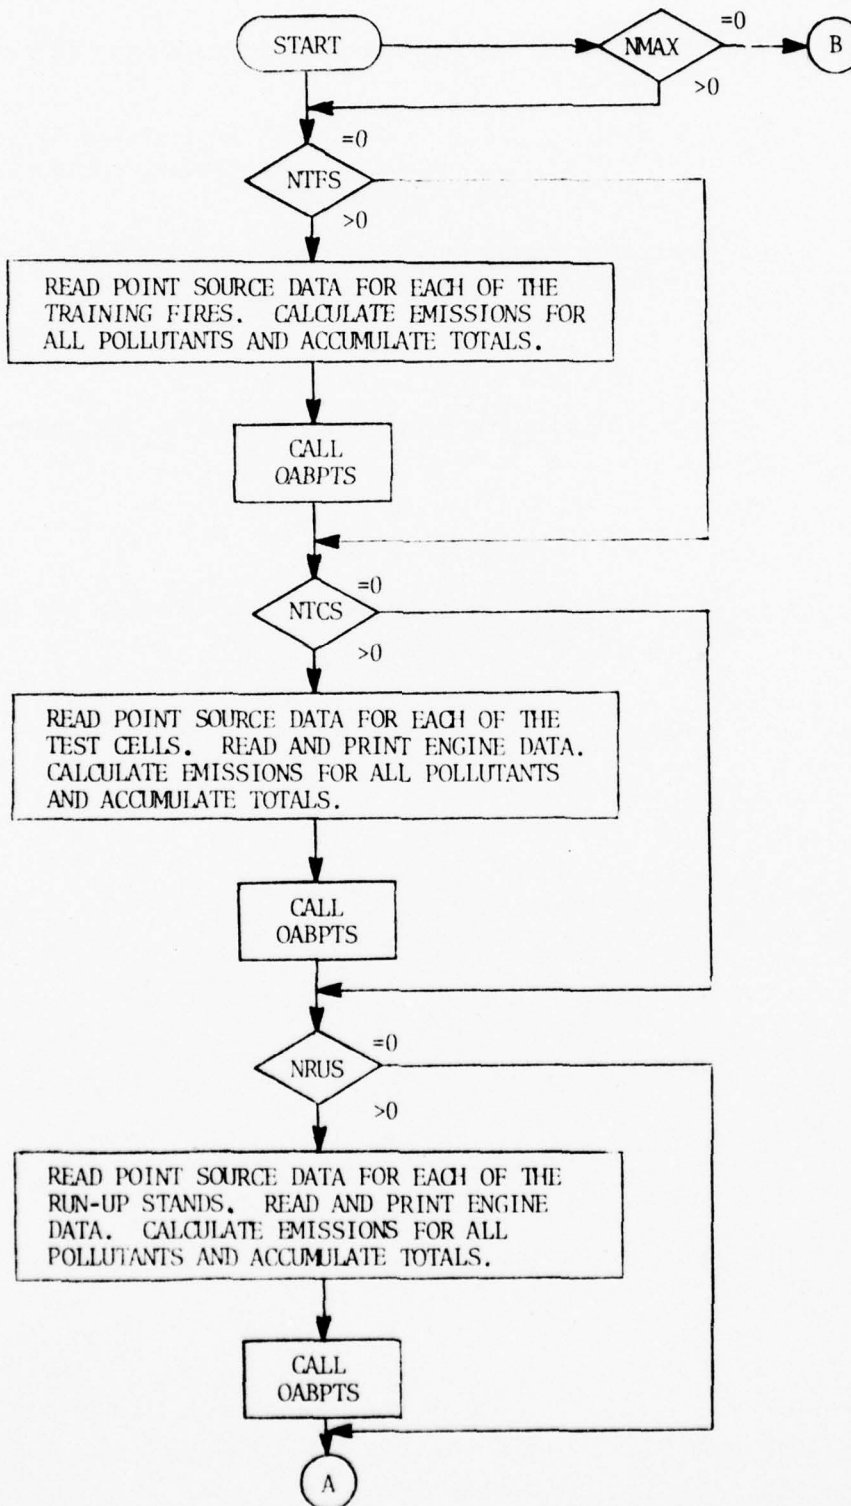 START
NMAX
=0
B
>0
=0
NTFS
>0
READ POINT SOURCE DATA FOR EACH OF THE
TRAINING FIRES. CALCULATE EMISSIONS FOR
ALL POLLUTANTS AND ACCUMULATE TOTALS.
CALL
OABPTS
=0
NTCS
>0
READ POINT SOURCE DATA FOR EACH OF THE
TEST CELLS. READ AND PRINT ENGINE DATA.
CALCULATE EMISSIONS FOR ALL POLLUTANTS
AND ACCUMULATE TOTALS.
CALL
OABPTS
=0
NRUS
>0
READ POINT SOURCE DATA FOR EACH OF THE
RUN-UP STANDS. READ AND PRINT ENGINE
DATA. CALCULATE EMISSIONS FOR ALL
POLLUTANTS AND ACCUMULATE TOTALS.
CALL
OABPTS
A